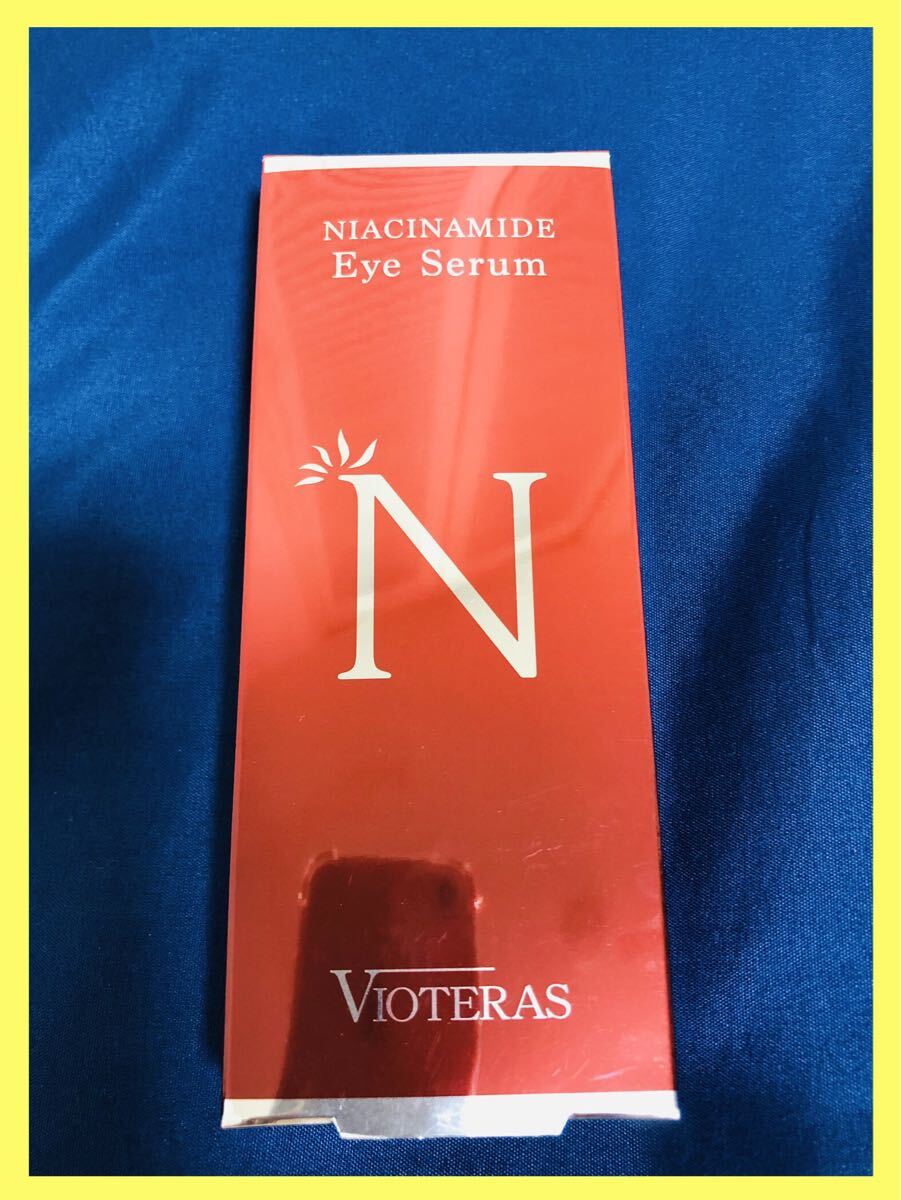 NIACINAMIDE
Eye Serum
N
VIOTERAS